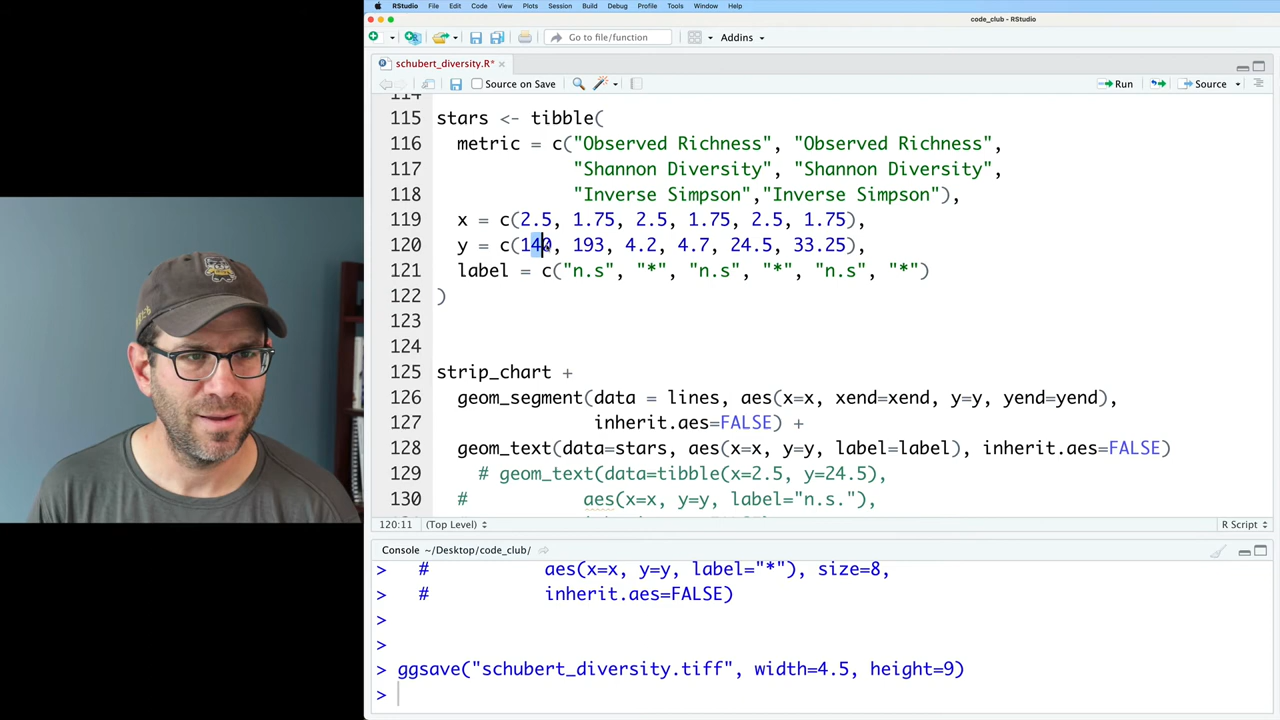 RStudio File Edit Code View Plots Session Build Debug Profile Tools Window Help
code_club - RStudio
Go to file/function Addins
schubert_diversity.R*
Source on Save Run Source
114
115 stars <- tibble(
116 metric = c("Observed Richness", "Observed Richness",
117 "Shannon Diversity", "Shannon Diversity",
118 "Inverse Simpson","Inverse Simpson"),
119 x = c(2.5, 1.75, 2.5, 1.75, 2.5, 1.75),
120 y = c(140, 193, 4.2, 4.7, 24.5, 33.25),
121 label = c("n.s", "*", "n.s", "*", "n.s", "*")
122 )
123
124
125 strip_chart +
126 geom_segment(data = lines, aes(x=x, xend=xend, y=y, yend=yend),
127 inherit.aes=FALSE) +
128 geom_text(data=stars, aes(x=x, y=y, label=label), inherit.aes=FALSE)
129 # geom_text(data=tibble(x=2.5, y=24.5),
130 # aes(x=x, y=y, label="n.s."),
120:11 (Top Level) R Script
Console ~/Desktop/code_club/
> # aes(x=x, y=y, label="*"), size=8,
> # inherit.aes=FALSE)
>
>
> ggsave("schubert_diversity.tiff", width=4.5, height=9)
>